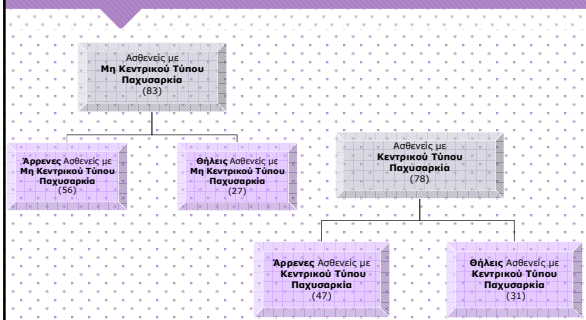 Ασθενείς με
Μη Κεντρικού Τύπου
Παχυσαρκία
(83)
Άρρενες Ασθενείς με
Μη Κεντρικού Τύπου
Παχυσαρκία
(56)
Θήλεις Ασθενείς με
Μη Κεντρικού Τύπου
Παχυσαρκία
(27)
Ασθενείς με
Κεντρικού Τύπου
Παχυσαρκία
(78)
Άρρενες Ασθενείς με
Κεντρικού Τύπου
Παχυσαρκία
(47)
Θήλεις Ασθενείς με
Κεντρικού Τύπου
Παχυσαρκία
(31)